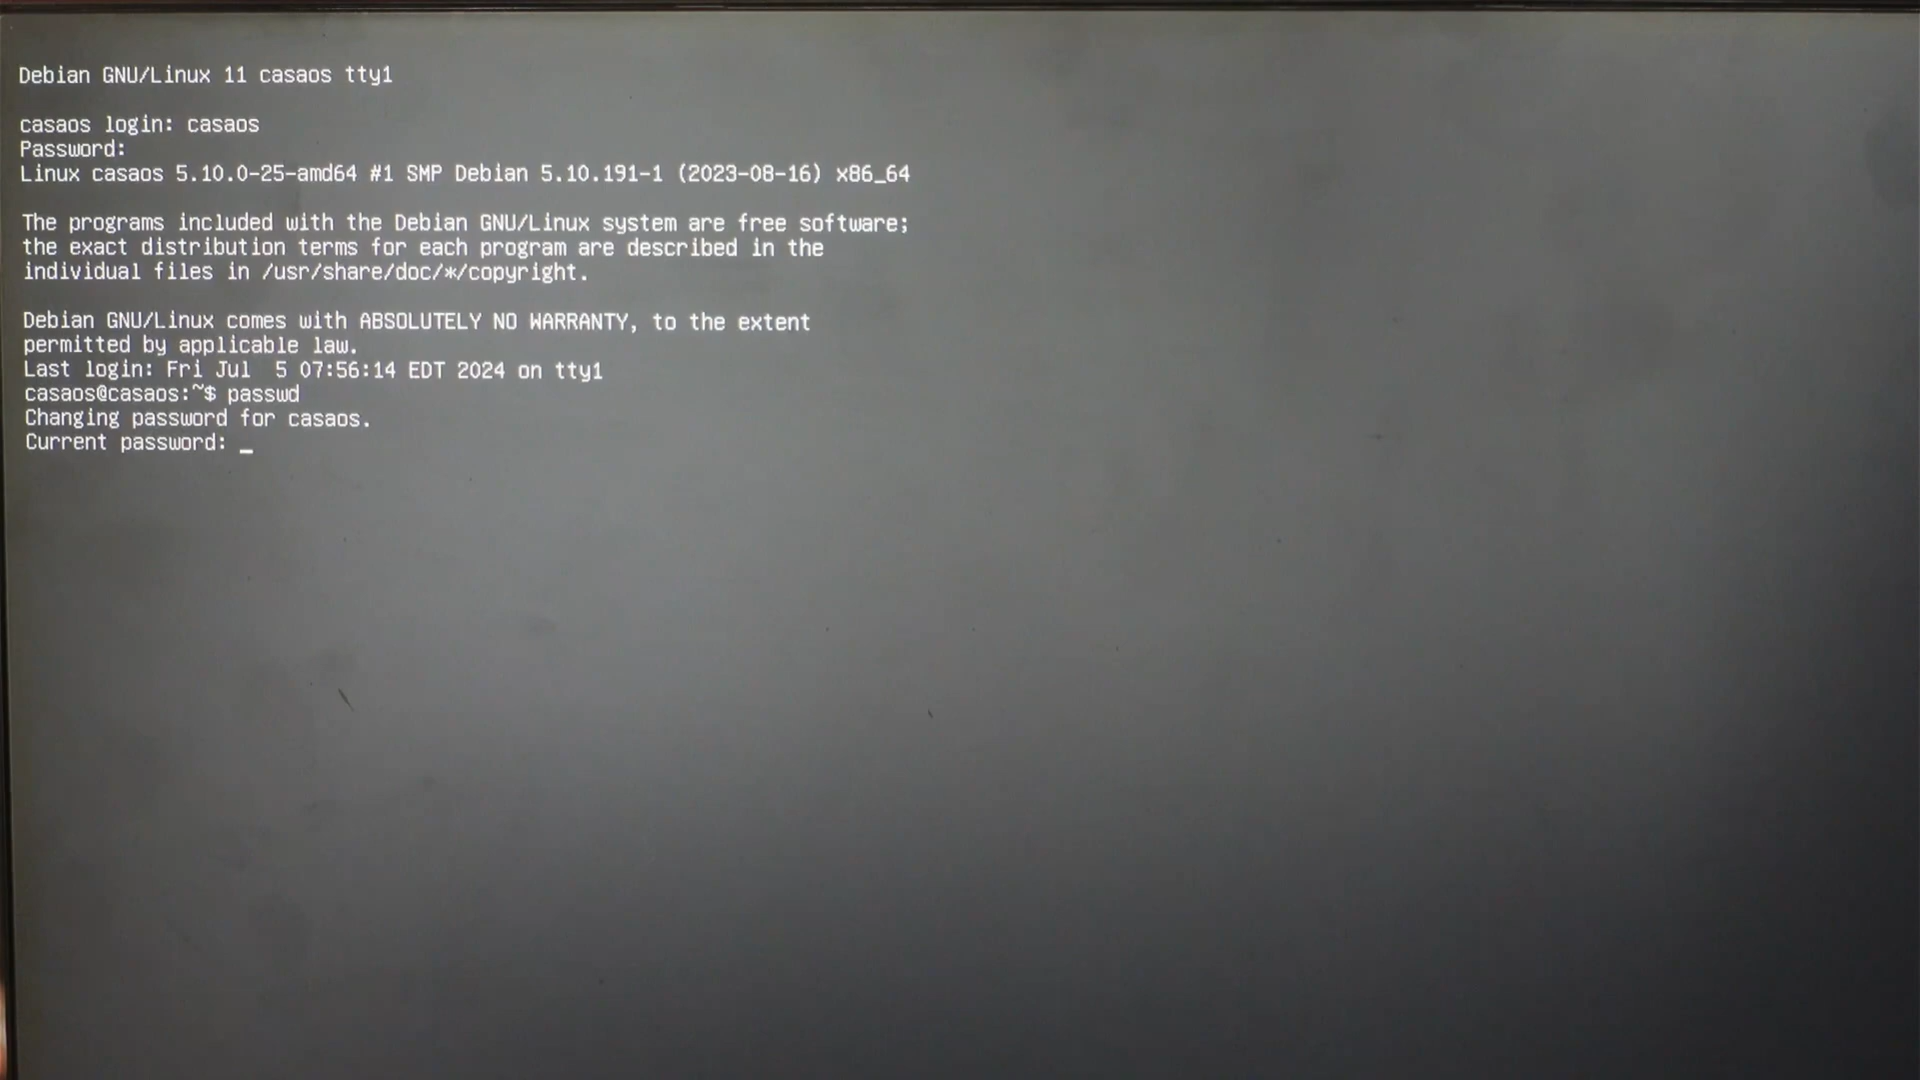 Debian GNU/Linux 11 casaos tty1
casaos login: casaos
Password:
Linux casaos 5.10.0-25-amd64 #1 SMP Debian 5.10.191-1 (2023-08-16) x86_64
The programs included with the Debian GNU/Linux system are free software;
the exact distribution terms for each program are described in the
individual files in /usr/share/doc/*/copyright.
Debian GNU/Linux comes with ABSOLUTELY NO WARRANTY, to the extent
permitted by applicable law.
Last login: Fri Jul  5 07:56:14 EDT 2024 on tty1
casaos@casaos:~$ passwd
Changing password for casaos.
Current password: _